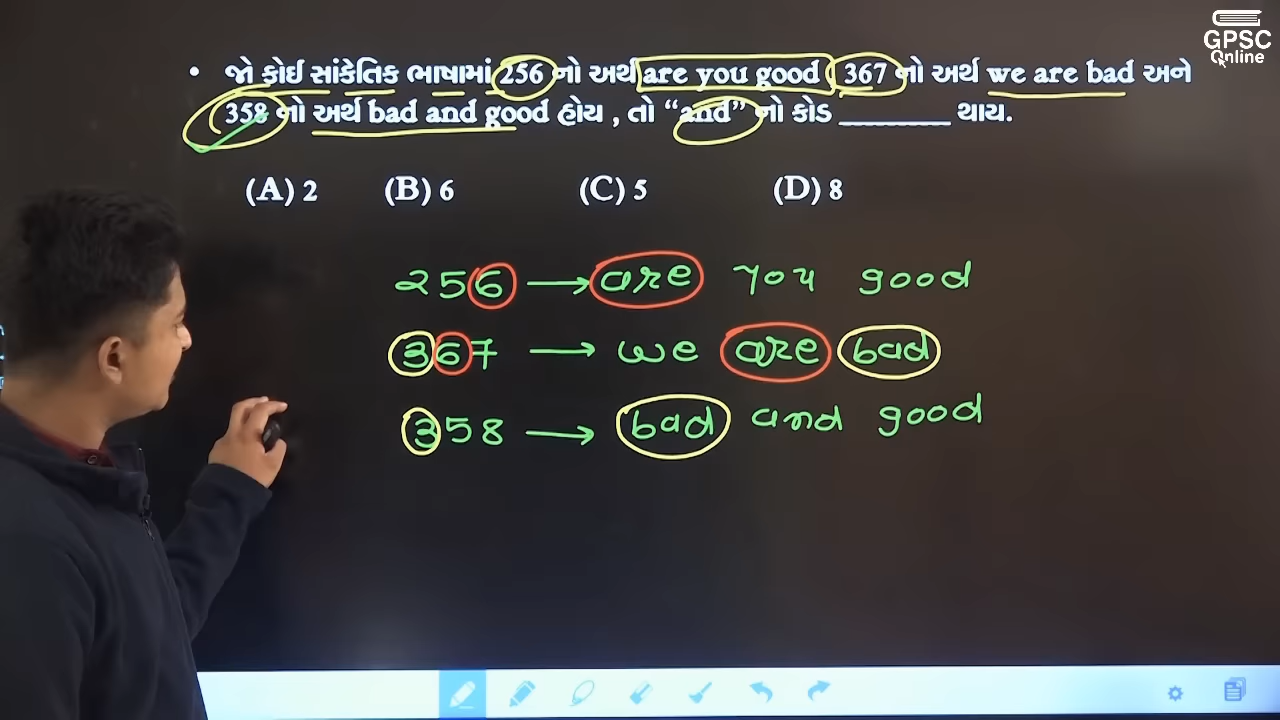 GPSC
Online
• જો કોઈ સાંકેતિક ભાષામાં 256 નો અર્થ are you good 367 નો અર્થ we are bad અને
358 નો અર્થ bad and good હોય , તો “and” નો કોડ _________ થાય.
(A) 2 (B) 6 (C) 5 (D) 8
256 → are you good
367 → we are bad
358 → bad and good